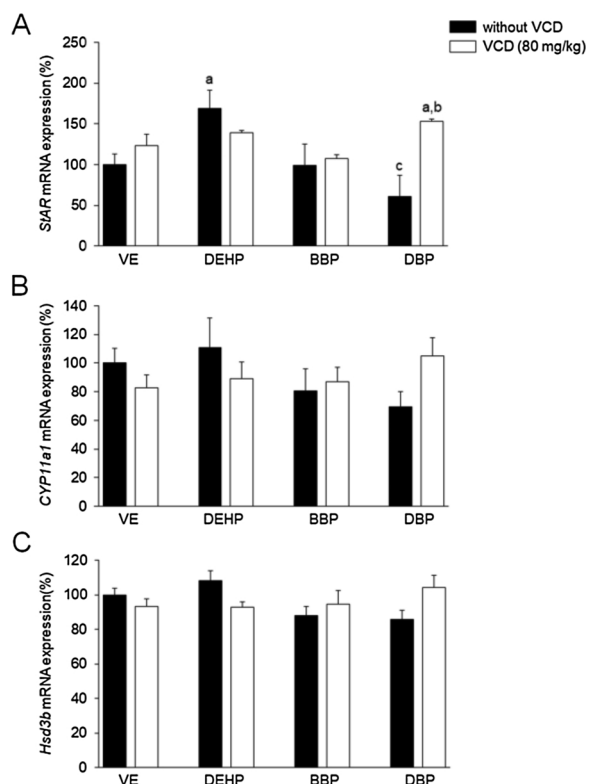 A
without VCD
VCD (80 mg/kg)
StAR mRNA expression (%)
250
200
150
100
50
0
a
a,b
c
VE DEHP BBP DBP
B
CYP11a1 mRNA expression (%)
140
120
100
80
60
40
20
0
VE DEHP BBP DBP
C
Hsd3b mRNA expression(%)
120
100
80
60
40
20
0
VE DEHP BBP DBP